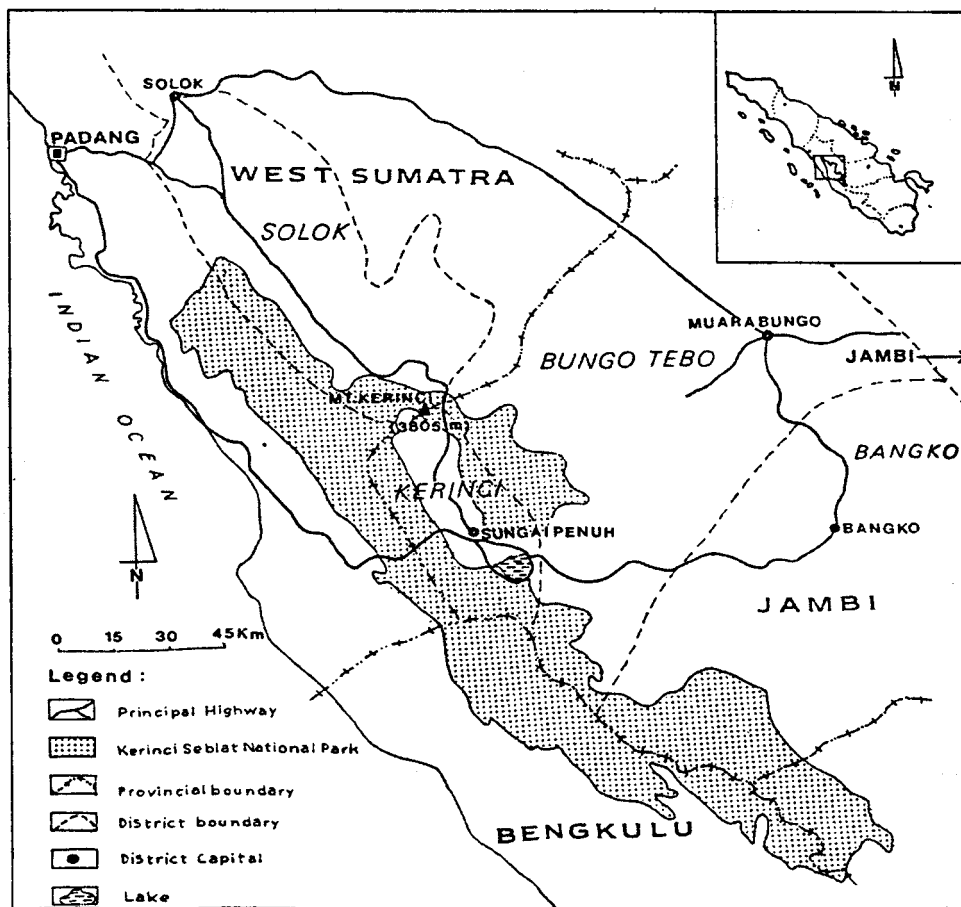 SOLOK
PADANG
WEST SUMATRA
SOLOK
N
INDIAN OCEAN
MUARABUNGO
BUNGO TEBO
JAMBI
MT. KERINCI
(3805 m)
BANGKO
KERINCI
SUNGAI PENUH
BANGKO
N
JAMBI
0 15 30 45Km
Legend :
Principal Highway
Kerinci Seblat National Park
Provincial boundary
District boundary
BENGKULU
District Capital
Lake